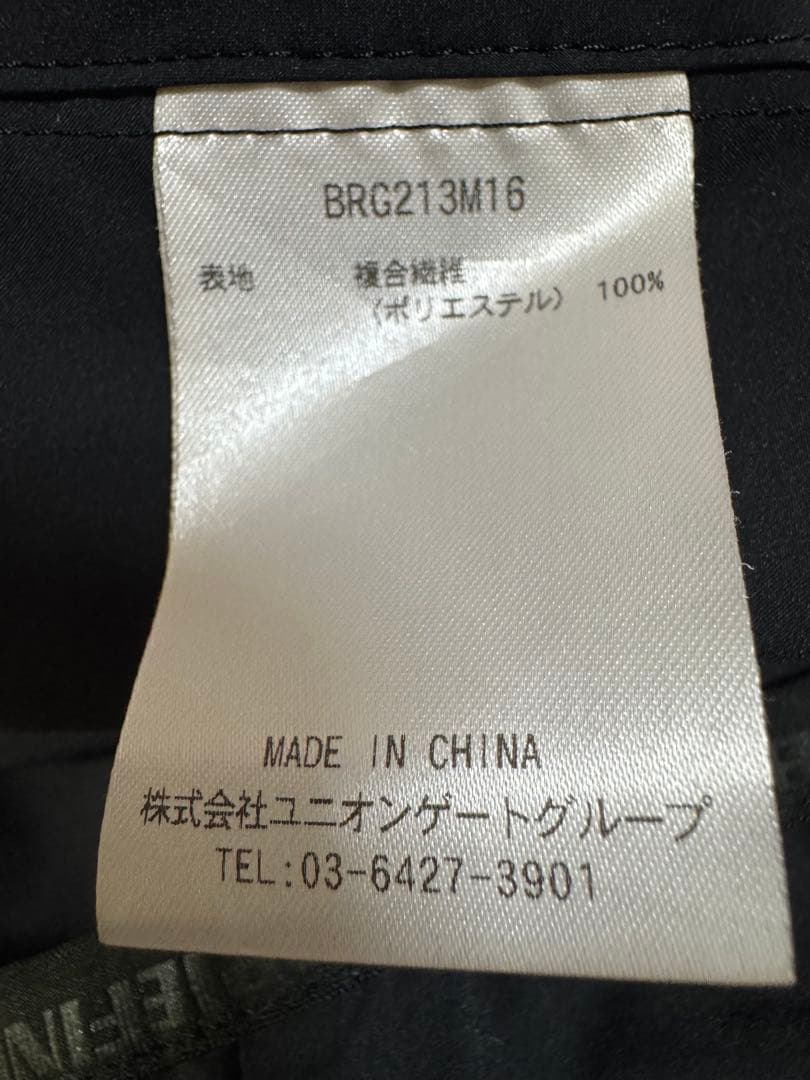 BRG213M16
表地 複合繊維
(ポリエステル) 100%
MADE IN CHINA
株式会社ユニオンゲートグループ
TEL:03-6427-3901